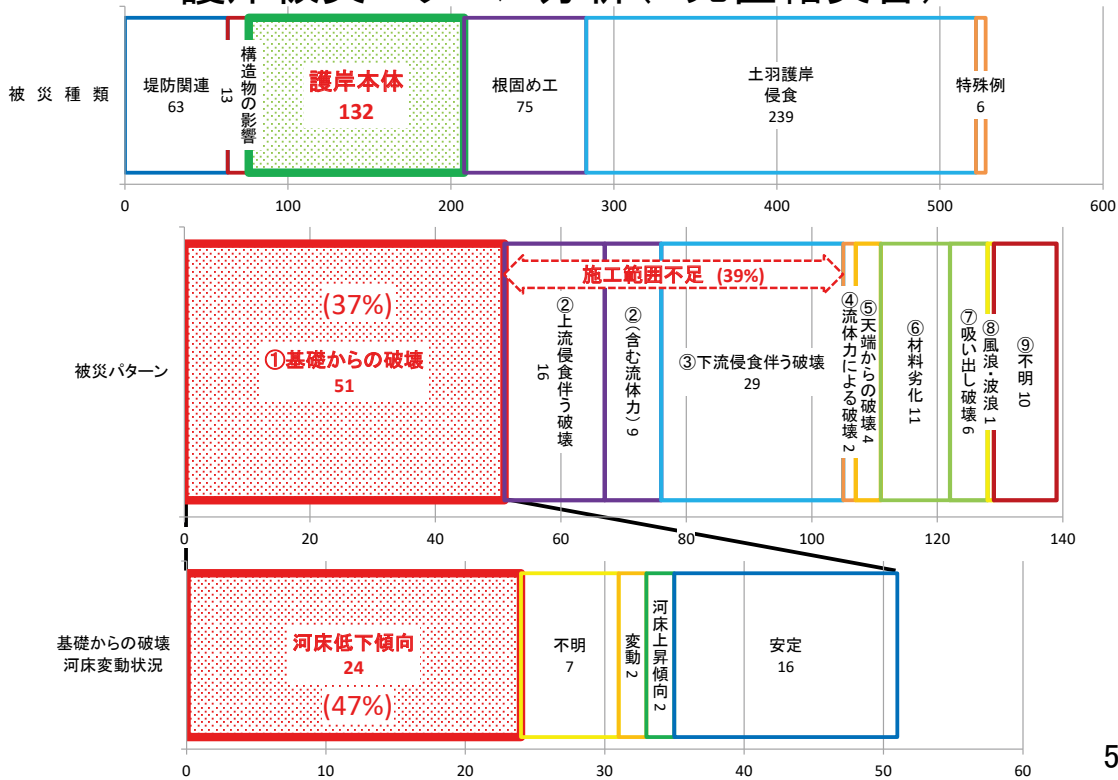 被災種類
堤防関連
63
13
構造物の影響
護岸本体
132
根固め工
75
土羽護岸
侵食
239
特殊例
6
0 100 200 300 400 500 600
被災パターン
(37%)
①基礎からの破壊
51
施工範囲不足 (39%)
②上流侵食伴う破壊
16
②(含む流体力) 9
③下流侵食伴う破壊
29
④流体力による破壊 2
⑤天端からの破壊 4
⑥材料劣化 11
⑦吸い出し破壊 6
⑧風浪・波浪 1
⑨不明 10
0 20 40 60 80 100 120 140
基礎からの破壊
河床変動状況
河床低下傾向
24
(47%)
不明
7
変動 2
河床上昇傾向 2
安定
16
0 10 20 30 40 50 60
5